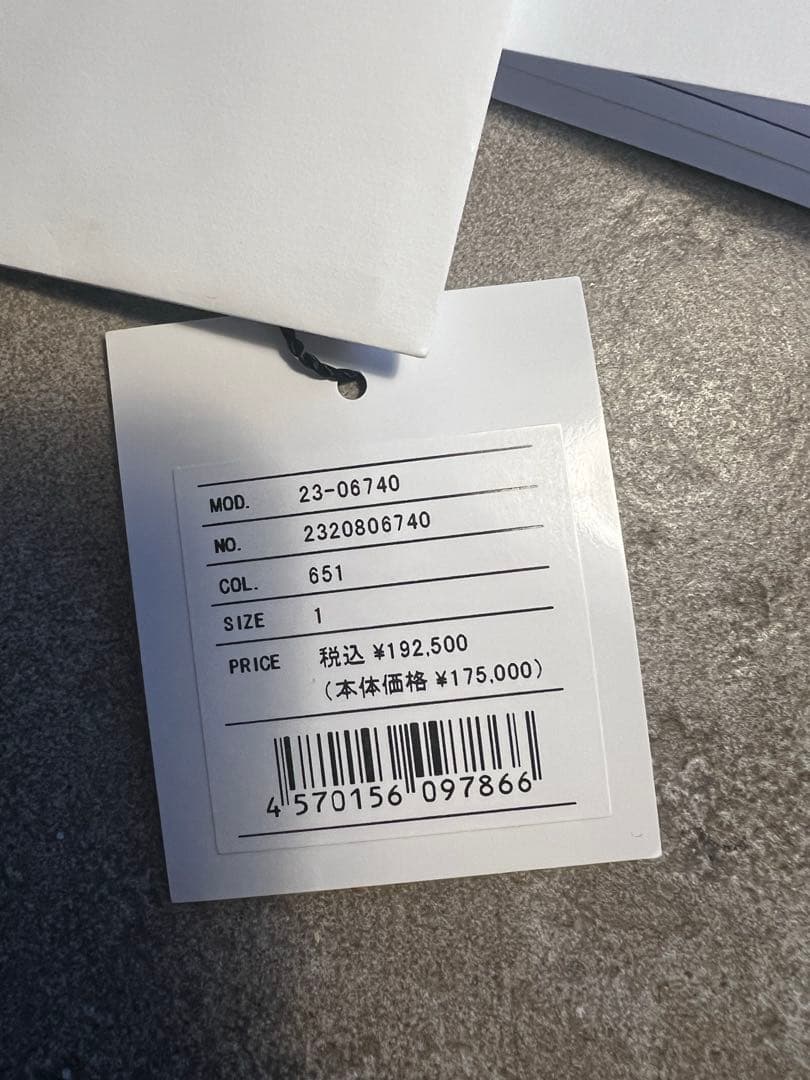 MOD. 23-06740
NO. 2320806740
COL. 651
SIZE 1
PRICE 税込 ¥192,500
(本体価格 ¥175,000)
4 570156 097866